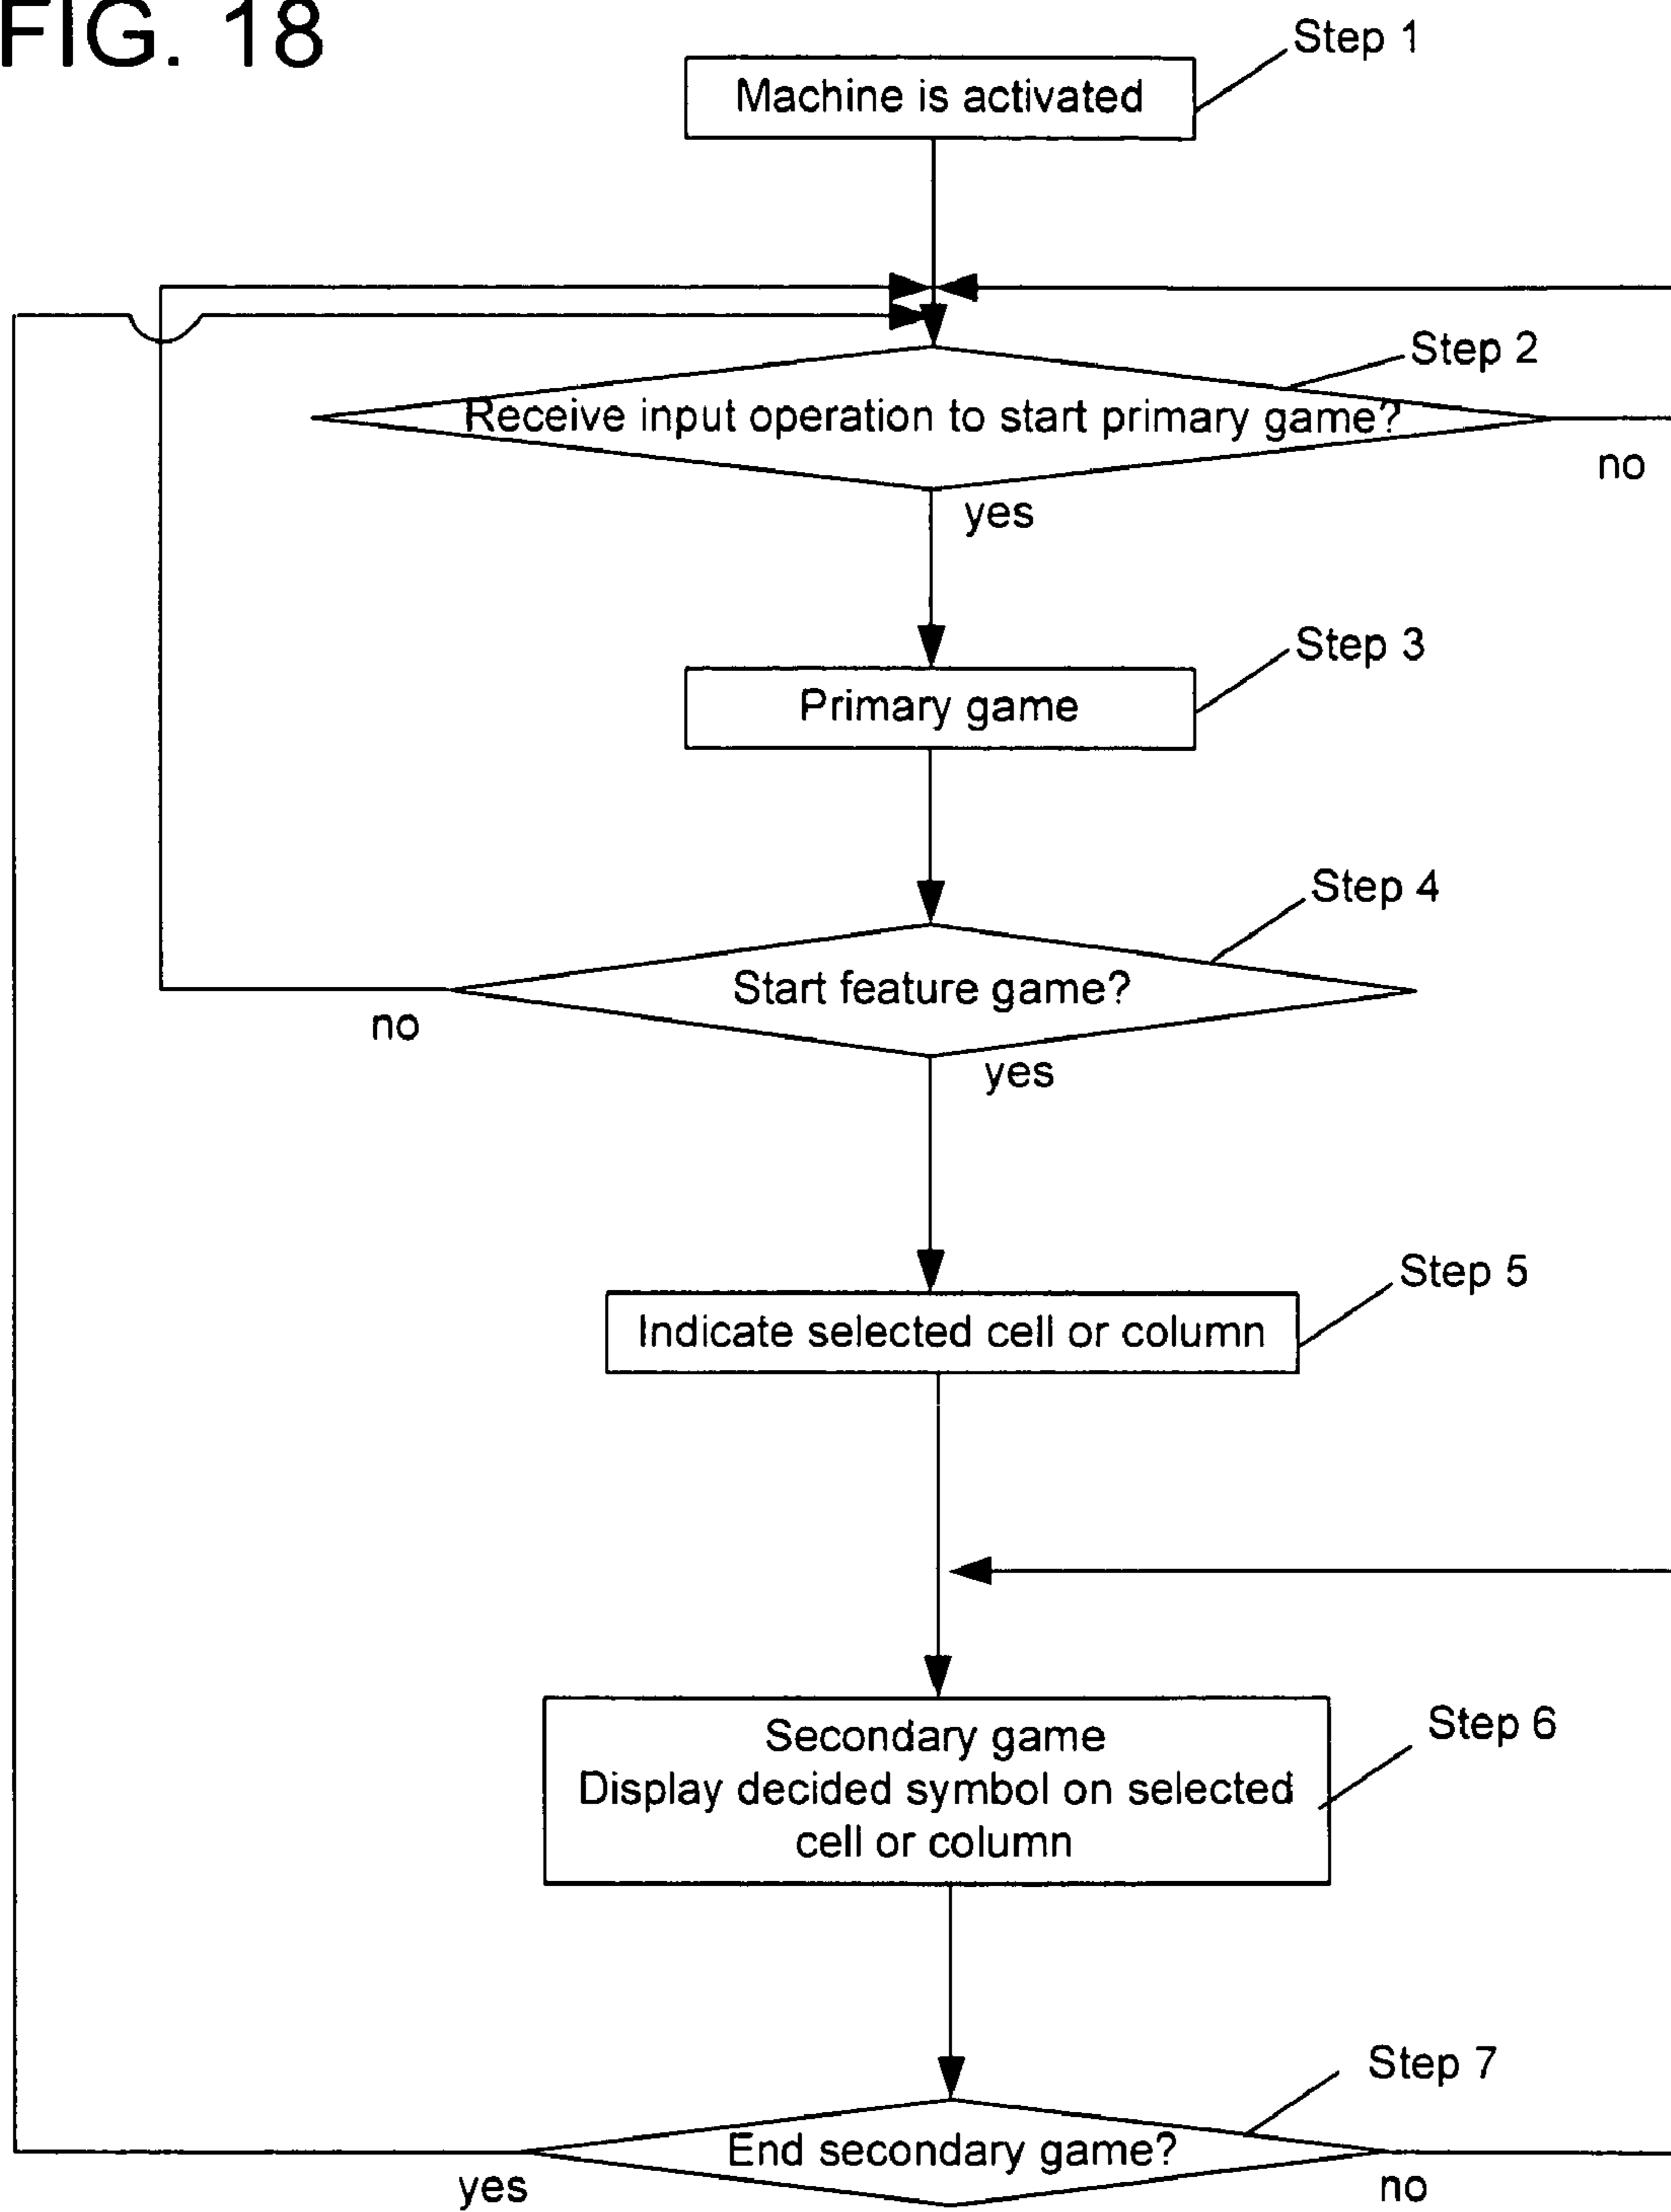 FIG. 18
Step 1
Machine is activated
Step 2
Receive input operation to start primary game?
no
yes
Step 3
Primary game
Step 4
Start feature game?
no
yes
Step 5
Indicate selected cell or column
Step 6
Secondary game
Display decided symbol on selected
cell or column
Step 7
End secondary game?
yes
no